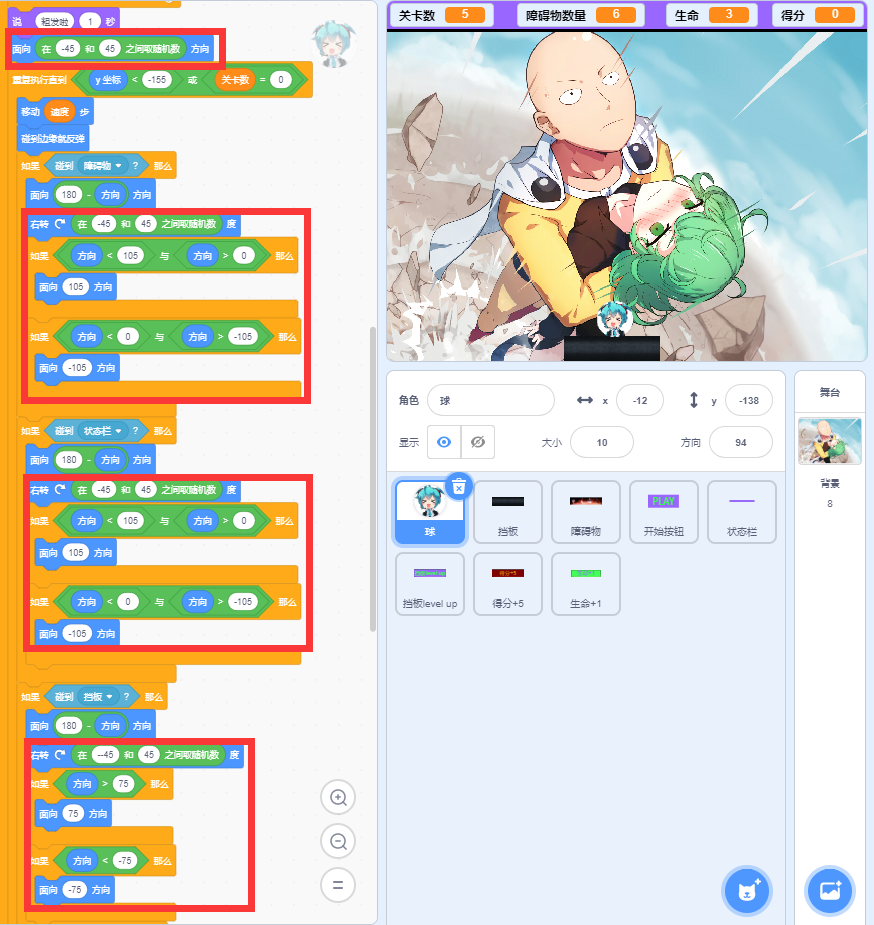 说 粗发啦 1 秒
面向 在 -45 和 45 之间取随机数 方向
重复执行直到 y 坐标 < -155 或 关卡数 = 0
移动 速度 步
碰到边缘就反弹
如果 碰到 障碍物 ? 那么
面向 180 - 方向 方向
右转 在 -45 和 45 之间取随机数 度
如果 方向 < 105 与 方向 > 0 那么
面向 105 方向
如果 方向 < 0 与 方向 > -105 那么
面向 -105 方向
如果 碰到 状态栏 ? 那么
面向 180 - 方向 方向
右转 在 -45 和 45 之间取随机数 度
如果 方向 < 105 与 方向 > 0 那么
面向 105 方向
如果 方向 < 0 与 方向 > -105 那么
面向 -105 方向
如果 碰到 挡板 ? 那么
面向 180 - 方向 方向
右转 在 --45 和 45 之间取随机数 度
如果 方向 > 75 那么
面向 75 方向
如果 方向 < -75 那么
面向 -75 方向
关卡数 5 障碍物数量 6 生命 3 得分 0
角色 球 x -12 y -138
显示 大小 10 方向 94
球 挡板 障碍物 开始按钮 状态栏
PLAY
挡板level up 得分+5 生命+1
得分+5
舞台
背景
8